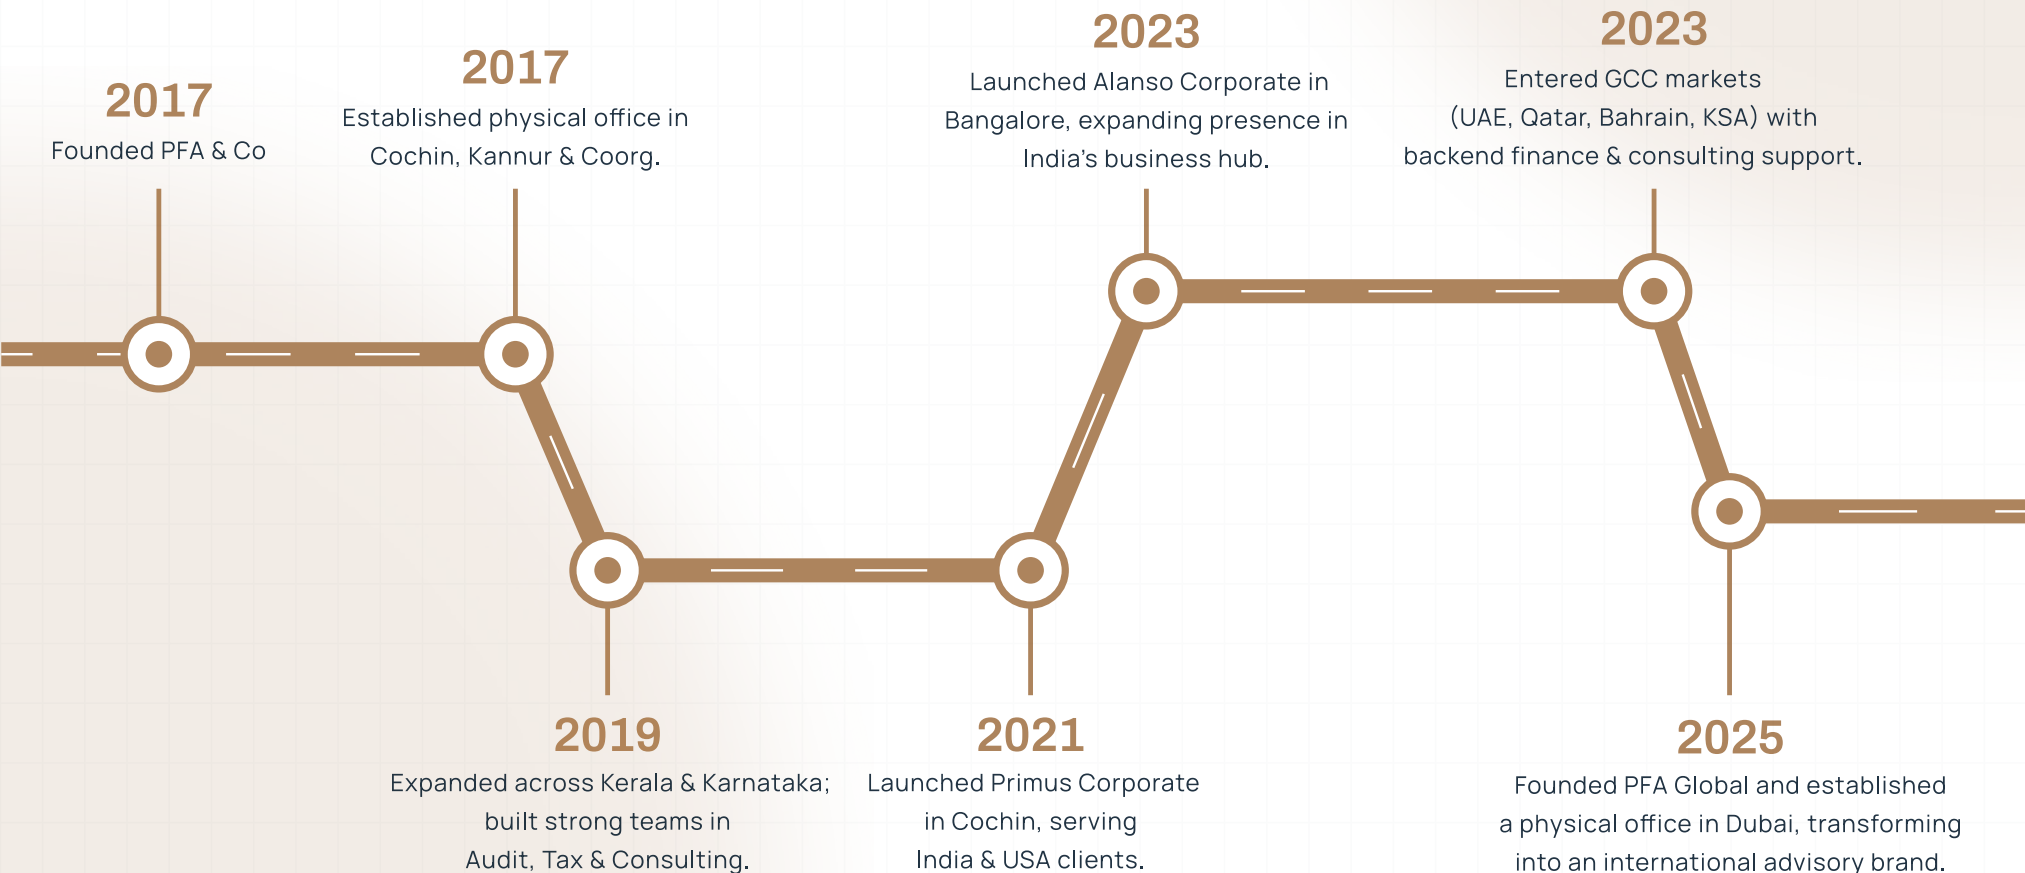 2017
Founded PFA & Co
2017
Established physical office in
Cochin, Kannur & Coorg.
2019
Expanded across Kerala & Karnataka;
built strong teams in
Audit, Tax & Consulting.
2021
Launched Primus Corporate
in Cochin, serving
India & USA clients.
2023
Launched Alanso Corporate in
Bangalore, expanding presence in
India’s business hub.
2023
Entered GCC markets
(UAE, Qatar, Bahrain, KSA) with
backend finance & consulting support.
2025
Founded PFA Global and established
a physical office in Dubai, transforming
into an international advisory brand.